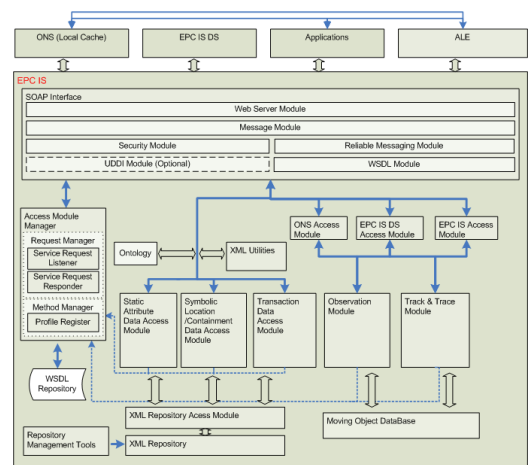 ONS (Local Cache)
EPC IS DS
Applications
ALE
EPC IS
SOAP Interface
Web Server Module
Message Module
Security Module
Reliable Messaging Module
UDDI Module (Optional)
WSDL Module
Access Module
Manager
Request Manager
Service Request
Listener
Service Request
Responder
Method Manager
Profile Register
WSDL
Repository
Ontology
XML Utilities
ONS Access
Module
EPC IS DS
Access Module
EPC IS Access
Module
Static
Attribute
Data Access
Module
Symbolic
Location
/Containment
Data Access
Module
Transaction
Data
Access
Module
Observation
Module
Track & Trace
Module
XML Repository Acess Module
Moving Object DataBase
Repository
Management Tools
XML Repository